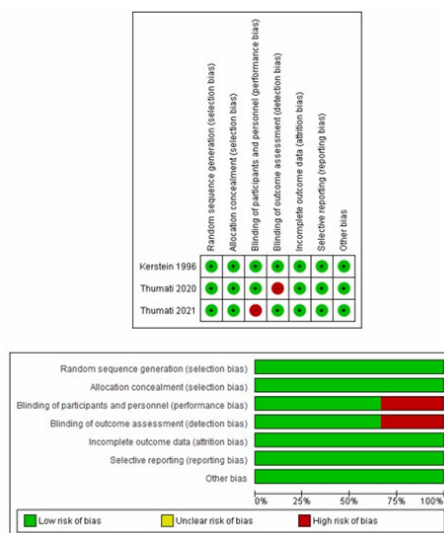 Random sequence generation (selection bias)
Allocation concealment (selection bias)
Blinding of participants and personnel (performance bias)
Blinding of outcome assessment (detection bias)
Incomplete outcome data (attrition bias)
Selective reporting (reporting bias)
Other bias
Kerstein 1996
Thumati 2020
Thumati 2021
Random sequence generation (selection bias)
Allocation concealment (selection bias)
Blinding of participants and personnel (performance bias)
Blinding of outcome assessment (detection bias)
Incomplete outcome data (attrition bias)
Selective reporting (reporting bias)
Other bias
0% 25% 50% 75% 100%
Low risk of bias Unclear risk of bias High risk of bias